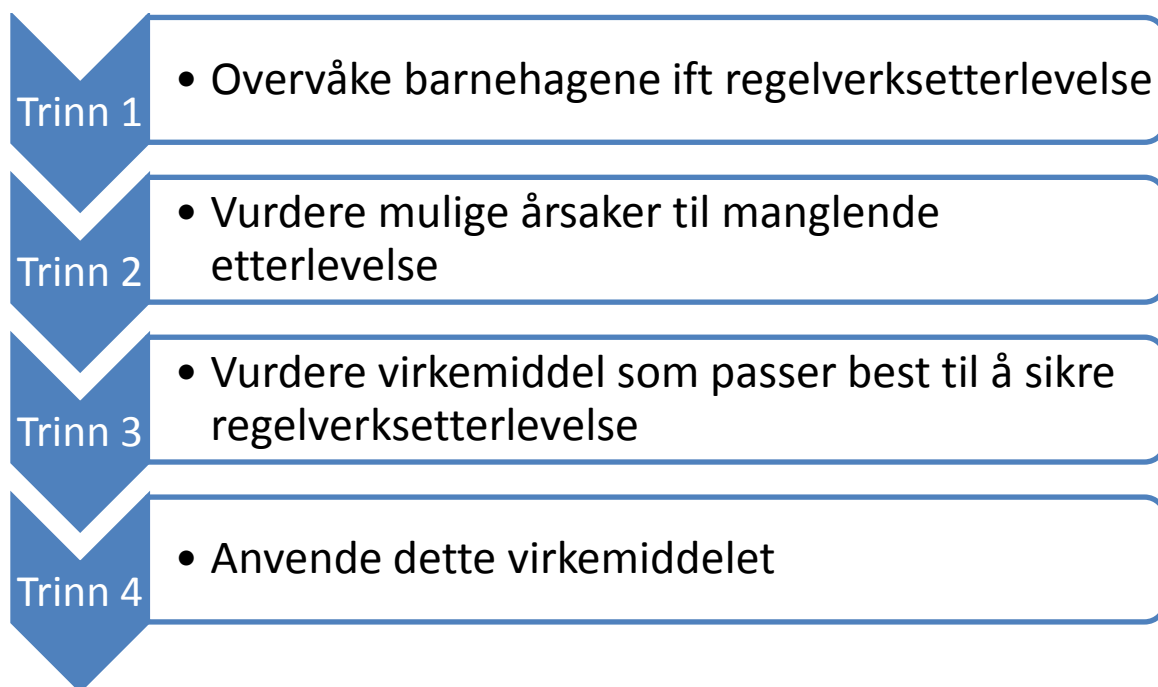 Trinn 1
• Overvåke barnehagene ift regelverksetterlevelse
Trinn 2
• Vurdere mulige årsaker til manglende
etterlevelse
Trinn 3
• Vurdere virkemiddel som passer best til å sikre
regelverksetterlevelse
Trinn 4
• Anvende dette virkemiddelet